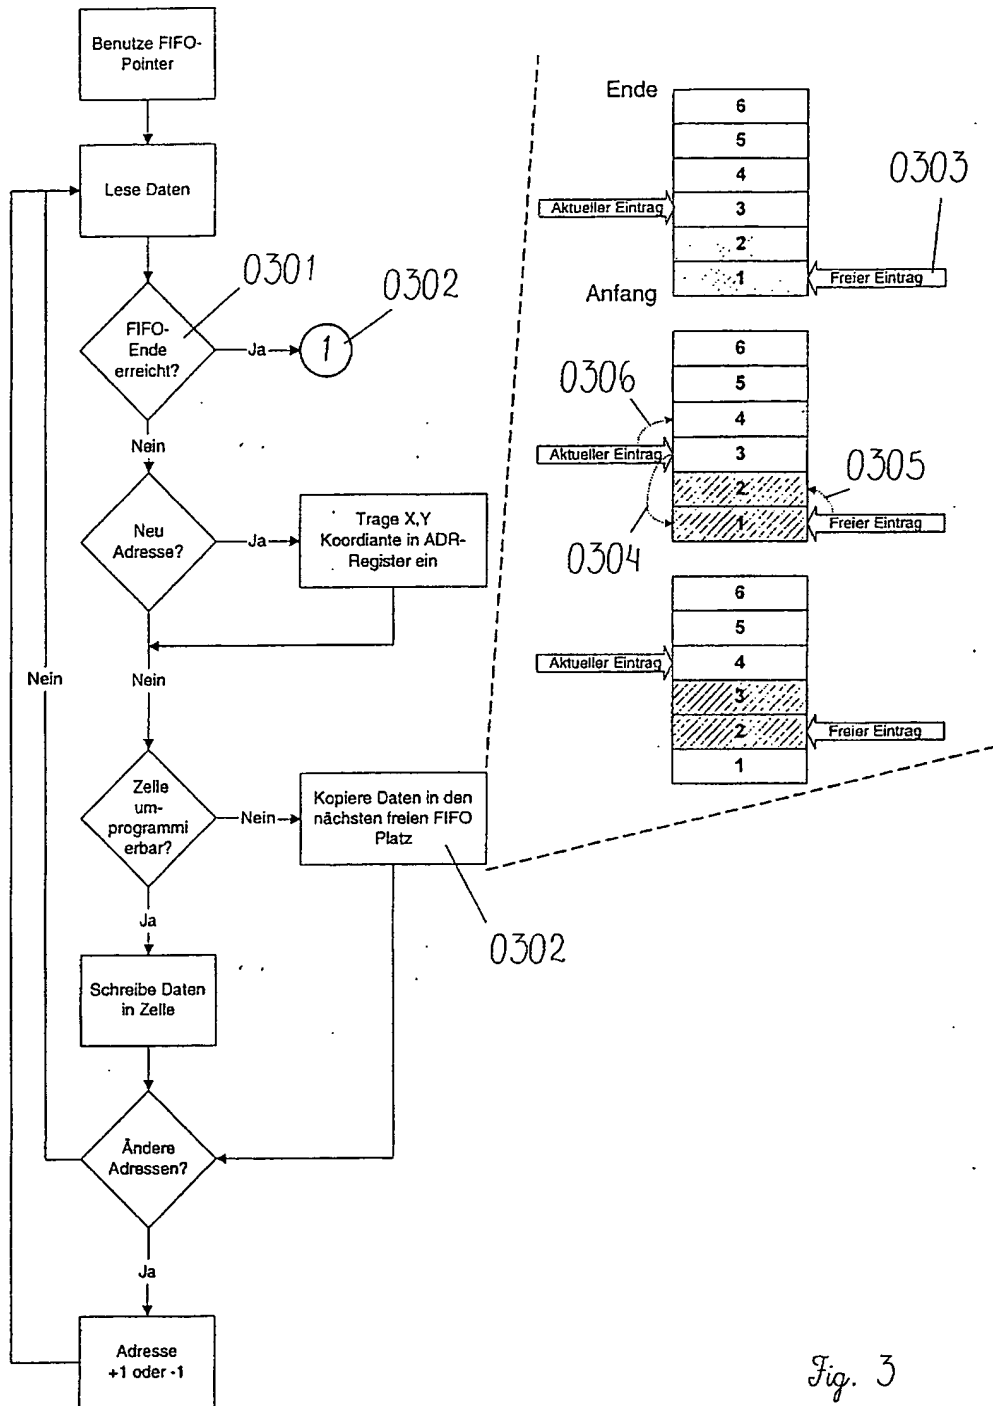 Benutze FIFO-
Pointer
Lese Daten
FIFO-
Ende
erreicht?
0301
Ja
1
0302
Nein
Neu
Adresse?
Ja
Trage X,Y
Koordiante in ADR-
Register ein
Nein
Nein
Zelle
um-
programmi
erbar?
Nein
Kopiere Daten in den
nächsten freien FIFO
Platz
0302
Ja
Schreibe Daten
in Zelle
Ändere
Adressen?
Ja
Adresse
+1 oder -1
Ende
6
5
4
3
2
1
Aktueller Eintrag
0303
Freier Eintrag
Anfang
6
5
4
3
2
1
0306
Aktueller Eintrag
0305
Freier Eintrag
0304
6
5
4
3
2
1
Aktueller Eintrag
Freier Eintrag
Fig. 3